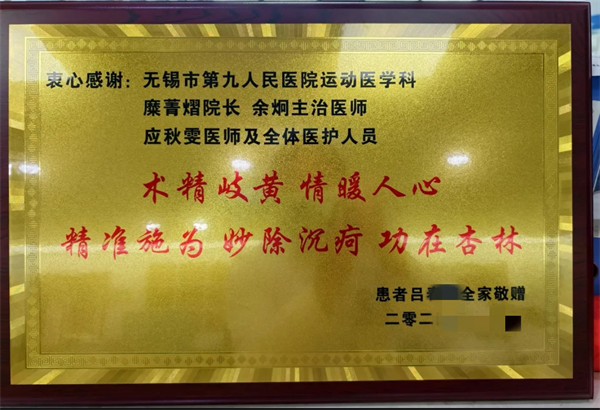 衷心感谢：无锡市第九人民医院运动医学科
糜菁熠院长 余炯主治医师
应秋雯医师及全体医护人员
术精岐黄 情暖人心
精准施为 妙除沉疴 功在杏林
患者吕 全家敬赠
二零二